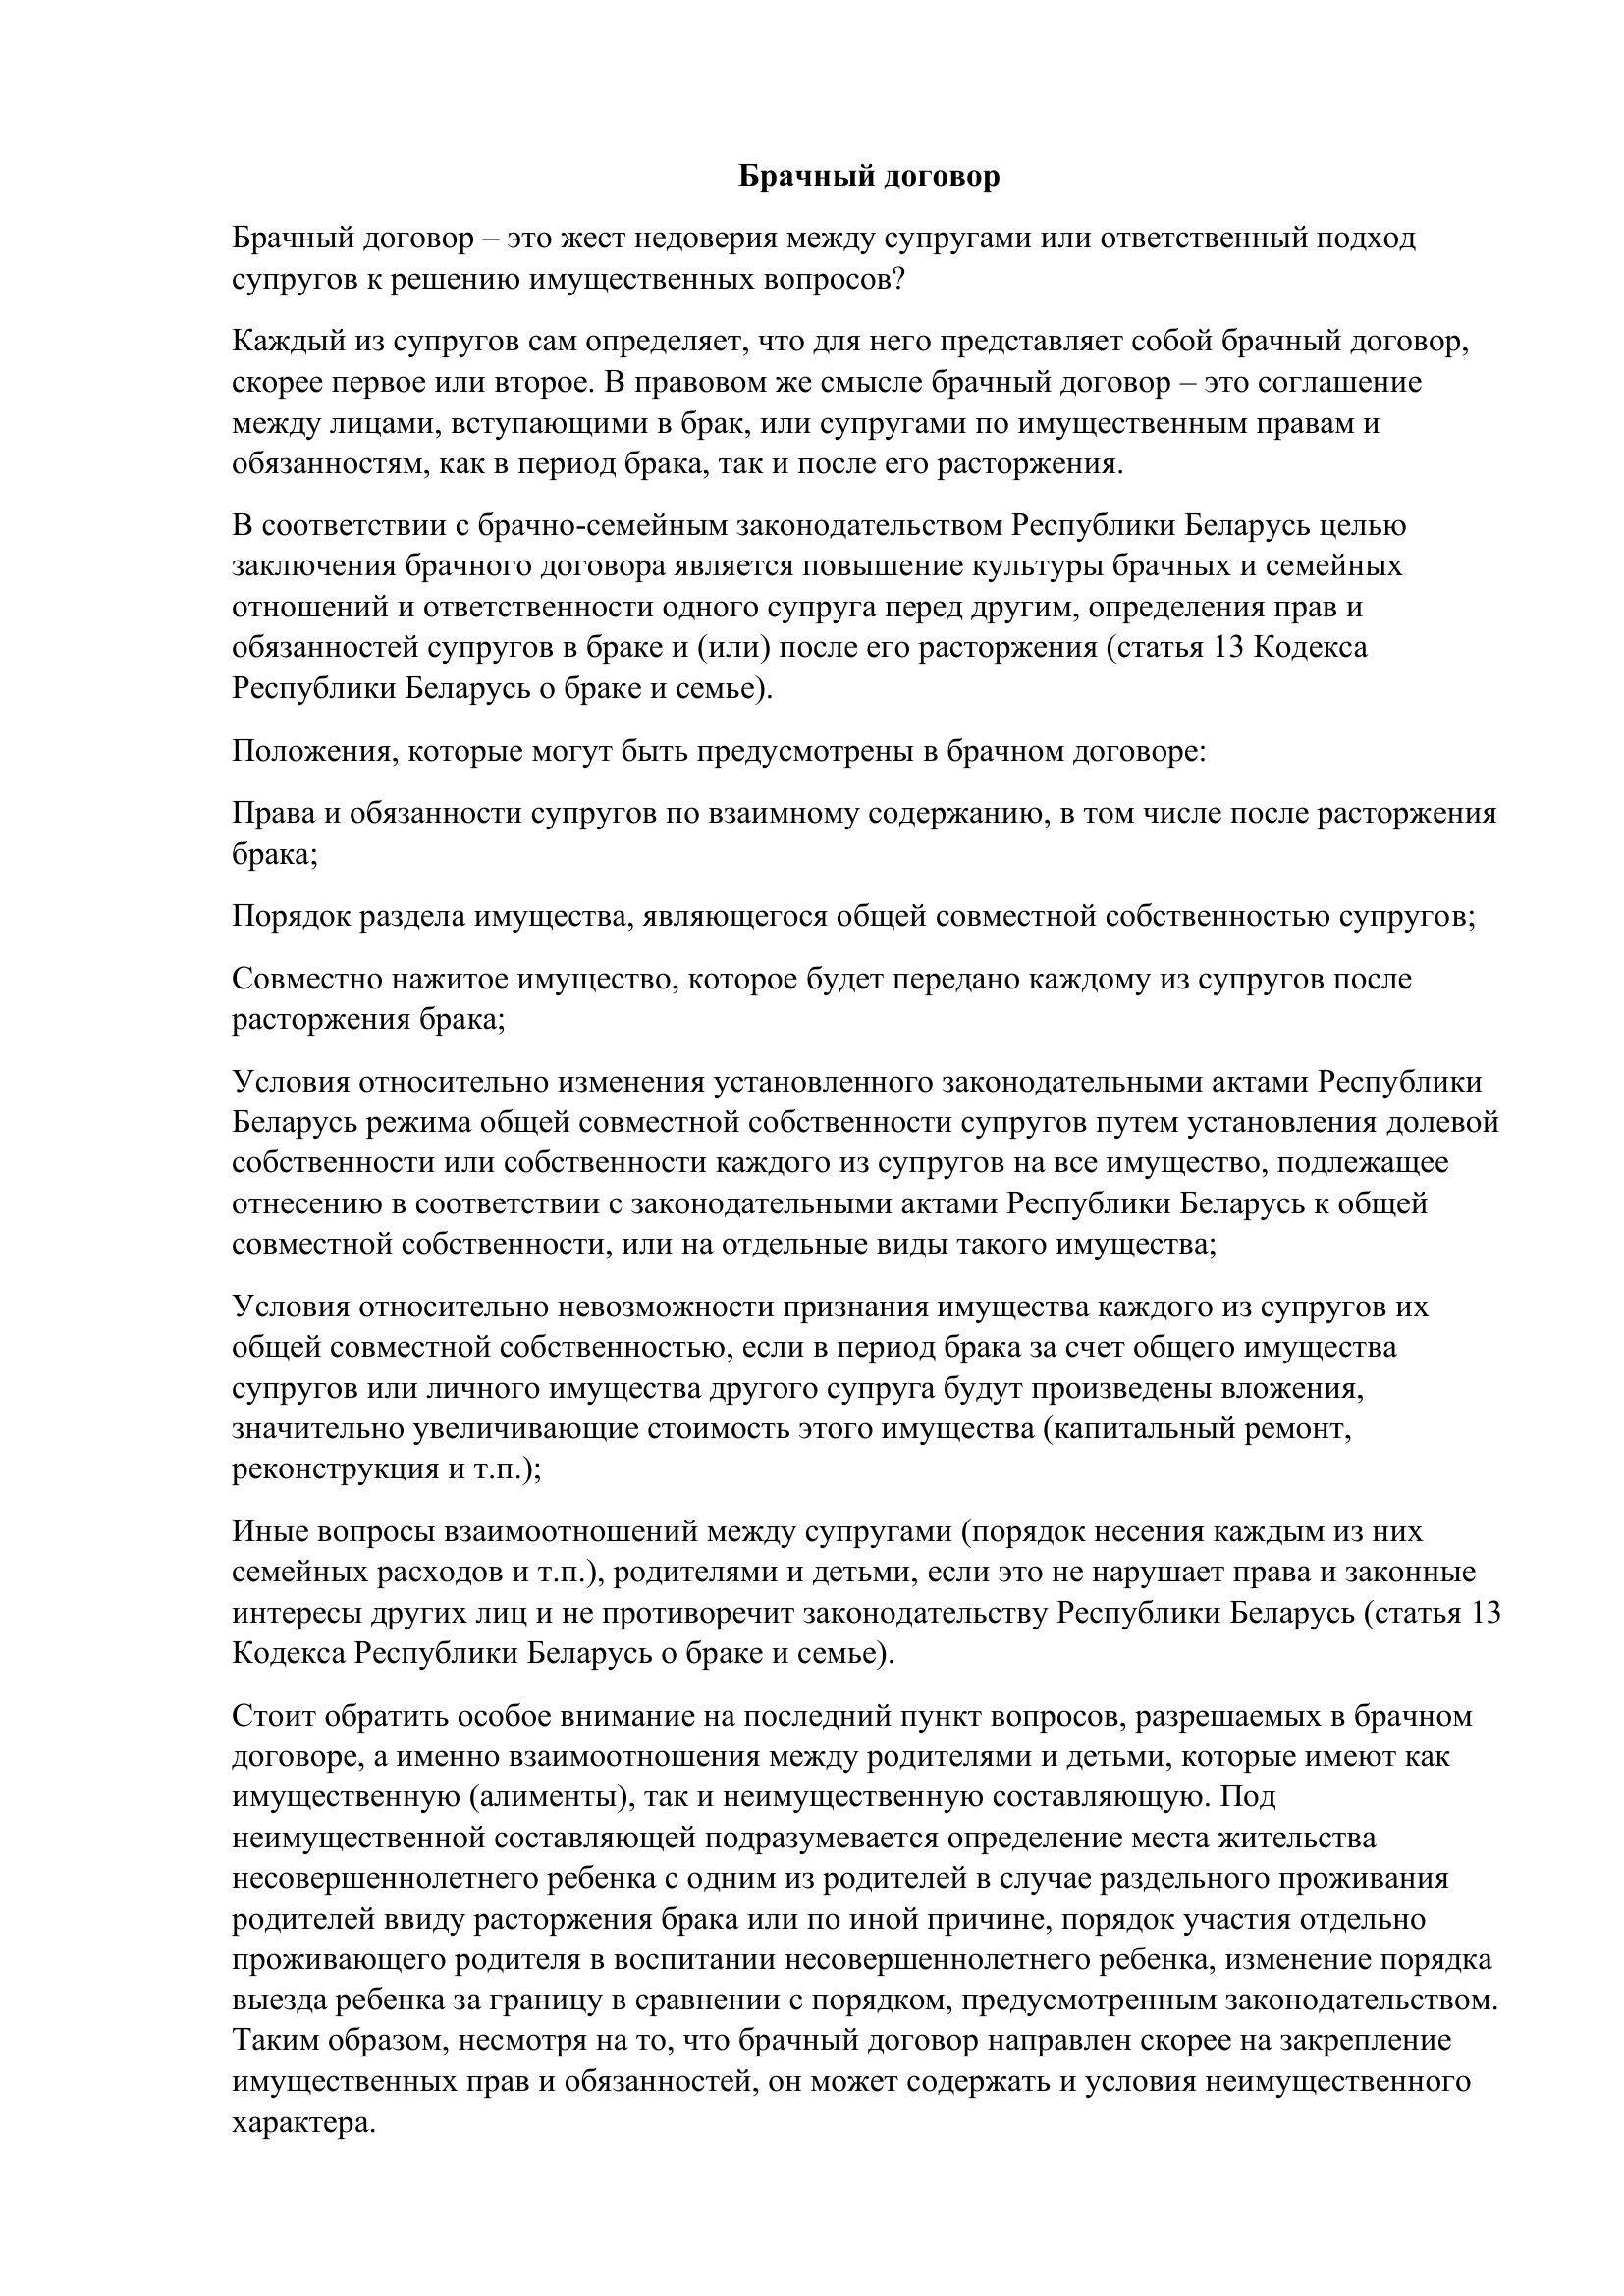 Брачный договор
Брачный договор – это жест недоверия между супругами или ответственный подход
супругов к решению имущественных вопросов?
Каждый из супругов сам определяет, что для него представляет собой брачный договор,
скорее первое или второе. В правовом же смысле брачный договор – это соглашение
между лицами, вступающими в брак, или супругами по имущественным правам и
обязанностям, как в период брака, так и после его расторжения.
В соответствии с брачно-семейным законодательством Республики Беларусь целью
заключения брачного договора является повышение культуры брачных и семейных
отношений и ответственности одного супруга перед другим, определения прав и
обязанностей супругов в браке и (или) после его расторжения (статья 13 Кодекса
Республики Беларусь о браке и семье).
Положения, которые могут быть предусмотрены в брачном договоре:
Права и обязанности супругов по взаимному содержанию, в том числе после расторжения
брака;
Порядок раздела имущества, являющегося общей совместной собственностью супругов;
Совместно нажитое имущество, которое будет передано каждому из супругов после
расторжения брака;
Условия относительно изменения установленного законодательными актами Республики
Беларусь режима общей совместной собственности супругов путем установления долевой
собственности или собственности каждого из супругов на все имущество, подлежащее
отнесению в соответствии с законодательными актами Республики Беларусь к общей
совместной собственности, или на отдельные виды такого имущества;
Условия относительно невозможности признания имущества каждого из супругов их
общей совместной собственностью, если в период брака за счет общего имущества
супругов или личного имущества другого супруга будут произведены вложения,
значительно увеличивающие стоимость этого имущества (капитальный ремонт,
реконструкция и т.п.);
Иные вопросы взаимоотношений между супругами (порядок несения каждым из них
семейных расходов и т.п.), родителями и детьми, если это не нарушает права и законные
интересы других лиц и не противоречит законодательству Республики Беларусь (статья 13
Кодекса Республики Беларусь о браке и семье).
Стоит обратить особое внимание на последний пункт вопросов, разрешаемых в брачном
договоре, а именно взаимоотношения между родителями и детьми, которые имеют как
имущественную (алименты), так и неимущественную составляющую. Под
неимущественной составляющей подразумевается определение места жительства
несовершеннолетнего ребенка с одним из родителей в случае раздельного проживания
родителей ввиду расторжения брака или по иной причине, порядок участия отдельно
проживающего родителя в воспитании несовершеннолетнего ребенка, изменение порядка
выезда ребенка за границу в сравнении с порядком, предусмотренным законодательством.
Таким образом, несмотря на то, что брачный договор направлен скорее на закрепление
имущественных прав и обязанностей, он может содержать и условия неимущественного
характера.